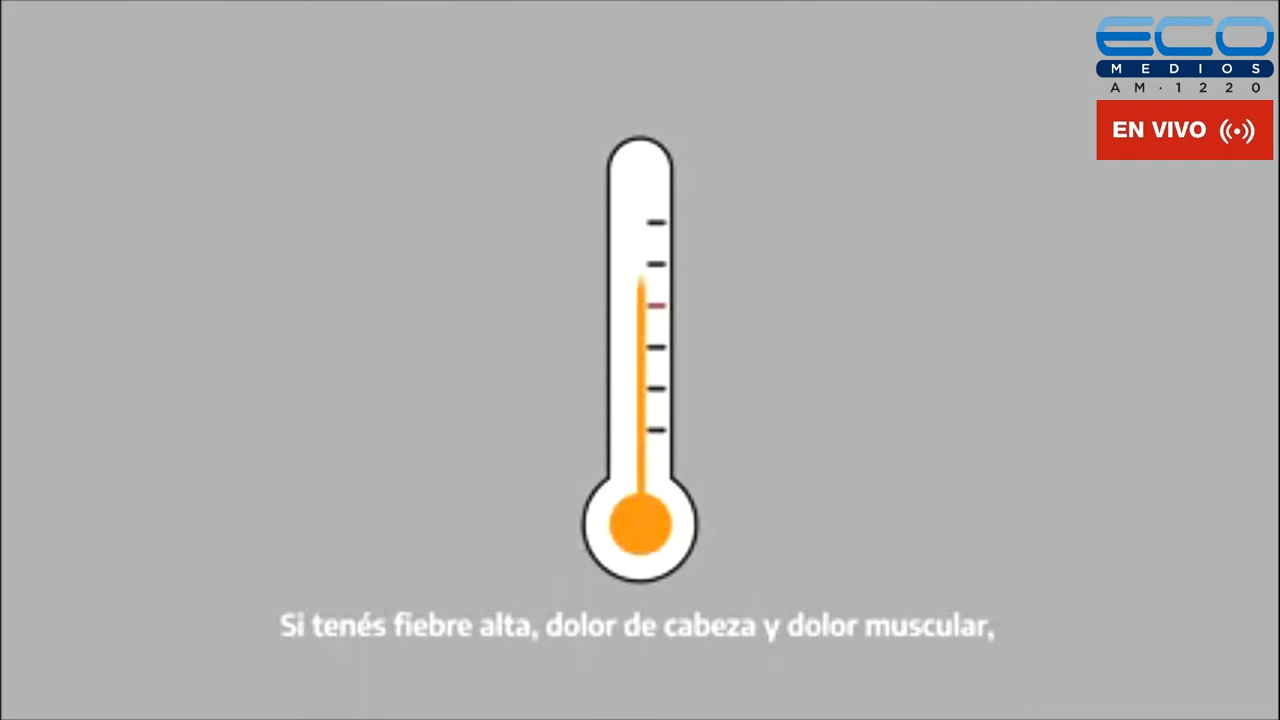 ECO
MEDIOS
AM·1220
EN VIVO
Si tenés fiebre alta, dolor de cabeza y dolor muscular,